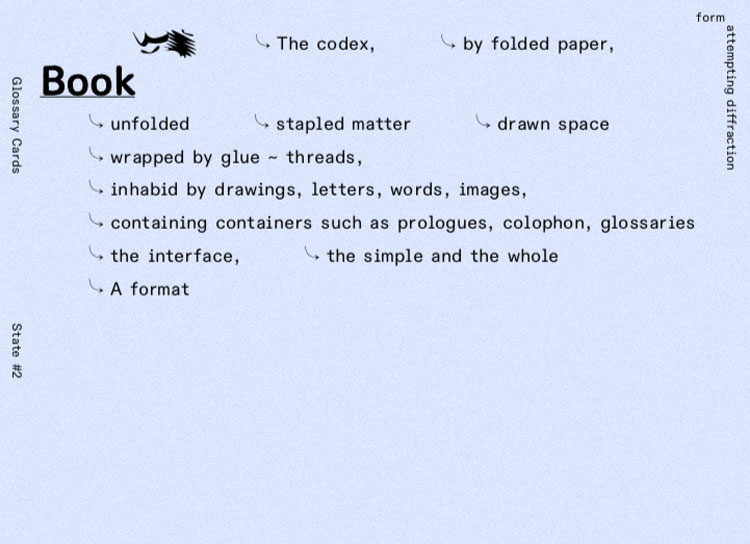 form
attempting diffraction
Glossary Cards
The codex, by folded paper,
Book
unfolded stapled matter drawn space
wrapped by glue ~ threads,
inhabid by drawings, letters, words, images,
containing containers such as prologues, colophon, glossaries
the interface, the simple and the whole
A format
State #2